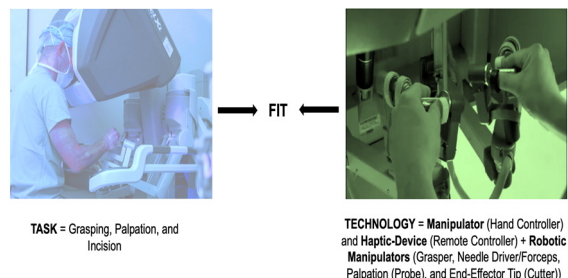 FIT
TASK = Grasping, Palpation, and
Incision
TECHNOLOGY = Manipulator (Hand Controller)
and Haptic-Device (Remote Controller) + Robotic
Manipulators (Grasper, Needle Driver/Forceps,
Palpation (Probe), and End-Effector Tip (Cutter))